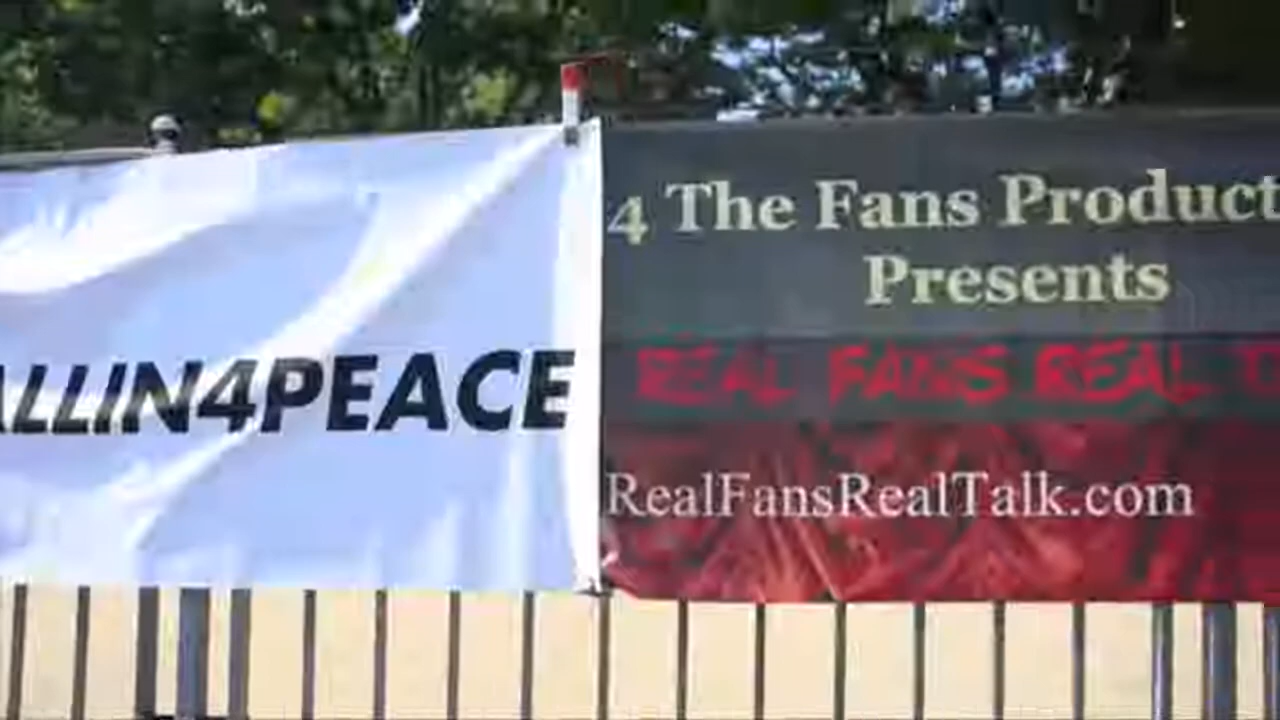 ALLIN4PEACE
4 The Fans Product
Presents
REAL FANS REAL
RealFansRealTalk.com